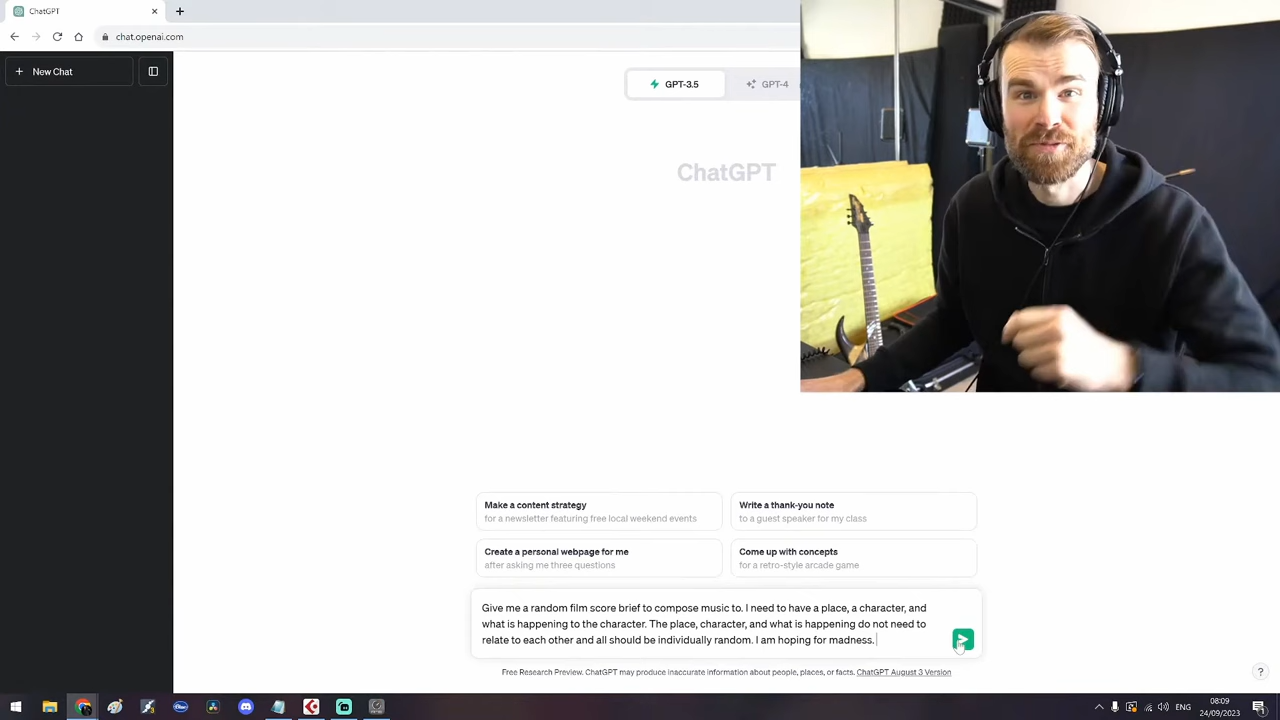 ChatGPT
chat.openai.com
New Chat
GPT-3.5
GPT-4
ChatGPT
Make a content strategy
for a newsletter featuring free local weekend events
Write a thank-you note
to a guest speaker for my class
Create a personal webpage for me
after asking me three questions
Come up with concepts
for a retro-style arcade game
Give me a random film score brief to compose music to. I need to have a place, a character, and
what is happening to the character. The place, character, and what is happening do not need to
relate to each other and all should be individually random. I am hoping for madness.
Free Research Preview. ChatGPT may produce inaccurate information about people, places, or facts. ChatGPT August 3 Version
?
ENG
08:09
24/09/2023